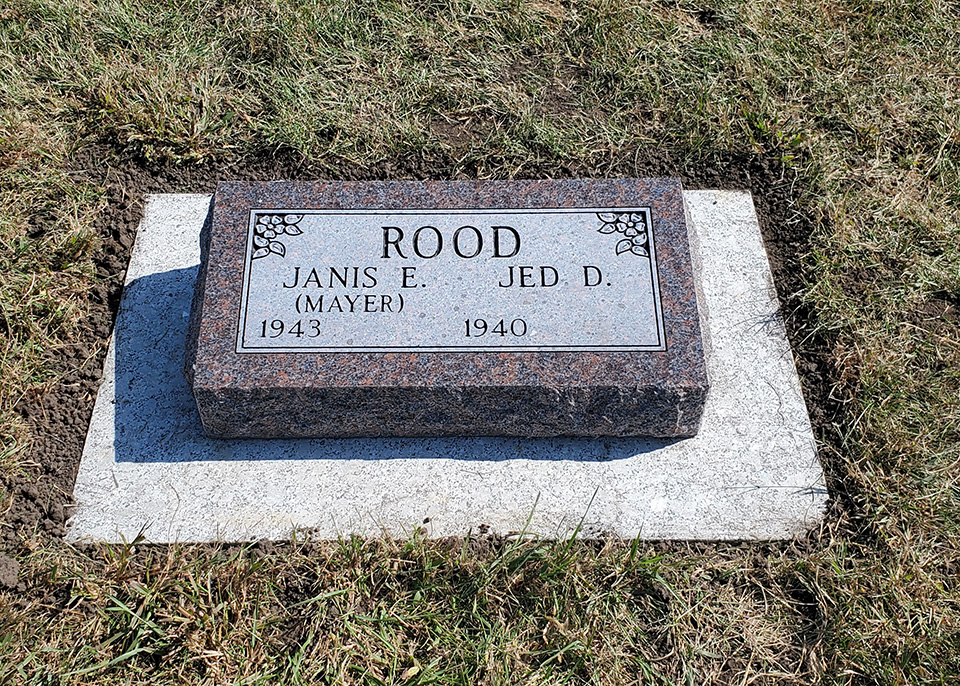 ROOD
JANIS E. JED D.
(MAYER)
1943 1940